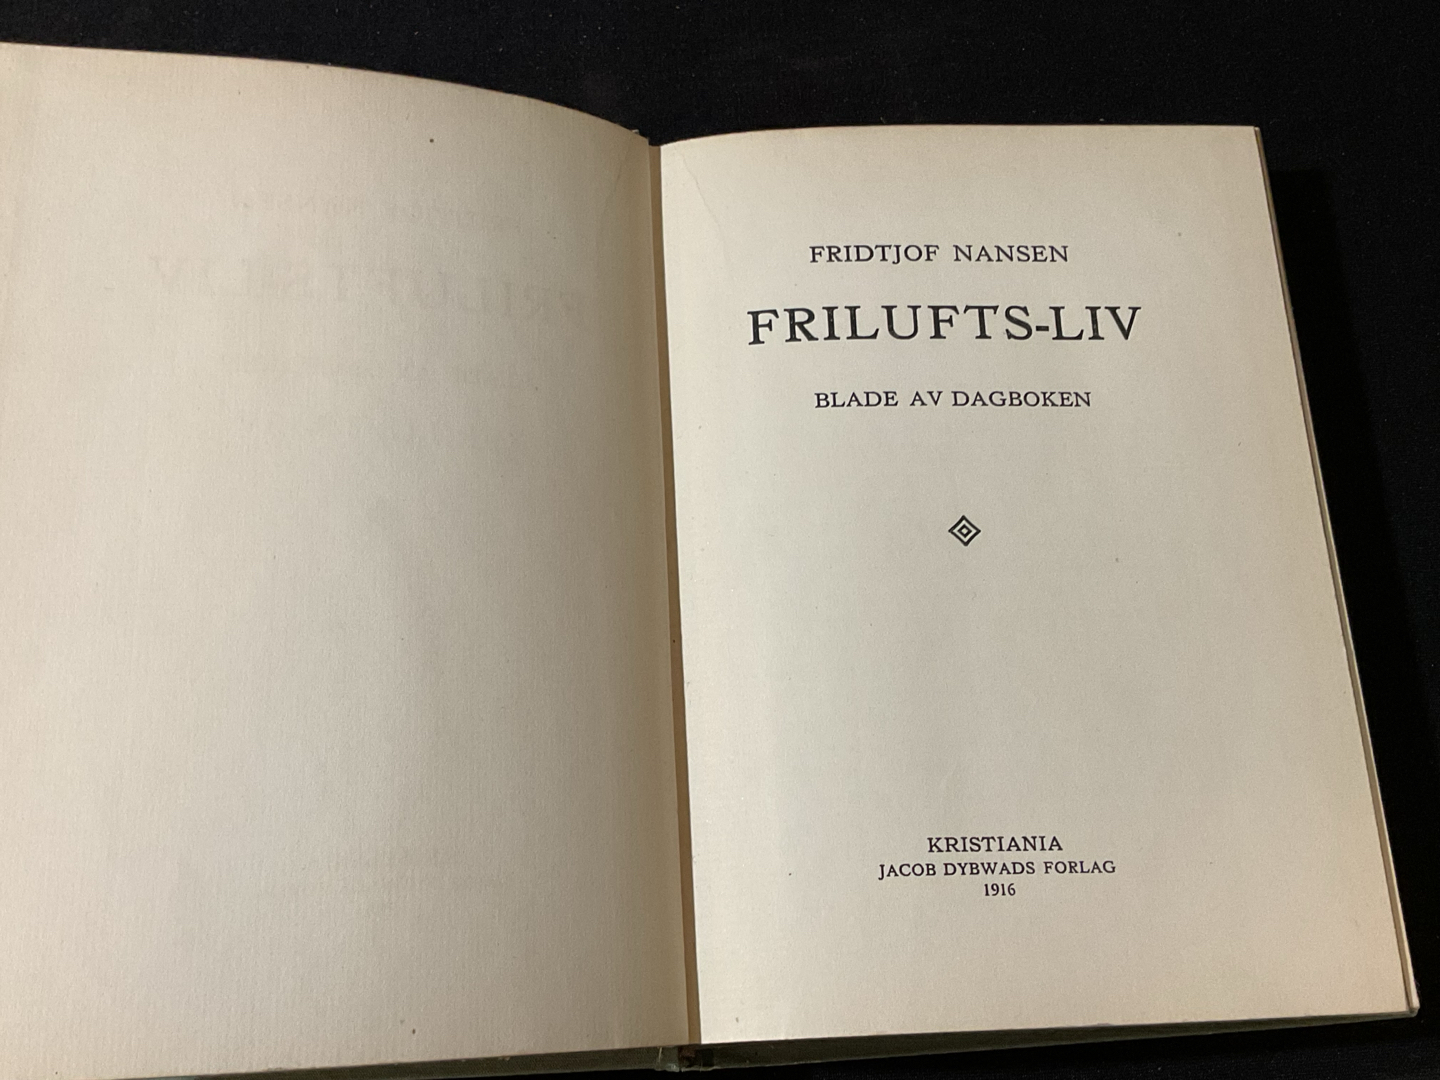 FRIDTJOF NANSEN
FRILUFTS-LIV
BLADE AV DAGBOKEN
KRISTIANIA
JACOB DYBWADS FORLAG
1916